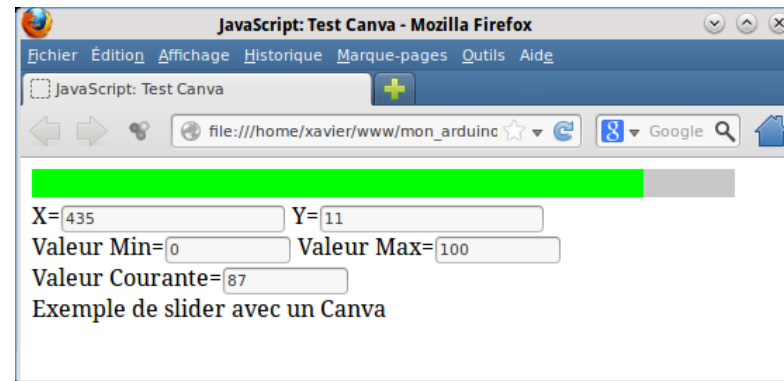 JavaScript: Test Canva - Mozilla Firefox
Fichier Édition Affichage Historique Marque-pages Outils Aide
JavaScript: Test Canva
file:///home/xavier/www/mon_arduino Google
X=435 Y=11
Valeur Min=0 Valeur Max=100
Valeur Courante=87
Exemple de slider avec un Canva